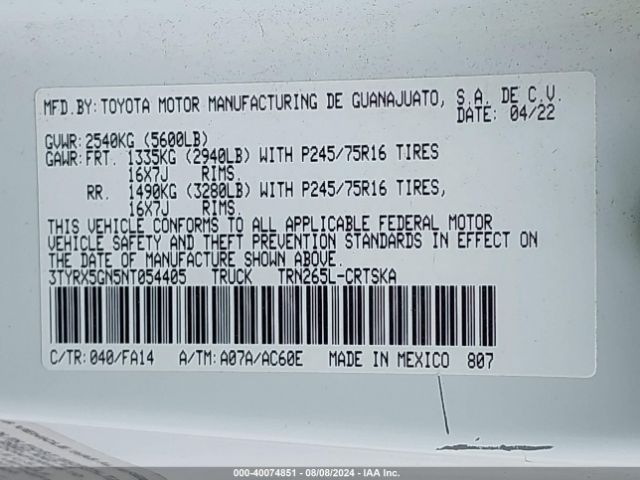 MFD.BY: TOYOTA MOTOR MANUFACTURING DE GUANAJUATO, S.A. DE C.V.
DATE: 04/22
GVWR: 2540KG (5600LB)
GAWR: FRT. 1335KG (2940LB) WITH P245/75R16 TIRES
16X7J RIMS.
RR. 1490KG (3280LB) WITH P245/75R16 TIRES,
16X7J RIMS.
THIS VEHICLE CONFORMS TO ALL APPLICABLE FEDERAL MOTOR
VEHICLE SAFETY AND THEFT PREVENTION STANDARDS IN EFFECT ON
THE DATE OF MANUFACTURE SHOWN ABOVE.
3TYRX5GN5NT054405 TRUCK TRN265L-CRTSKA
C/TR: 040/FA14 A/TM: A07A/AC60E MADE IN MEXICO 807
000-40074851 | 08/08/2024 - IAAI, Inc.